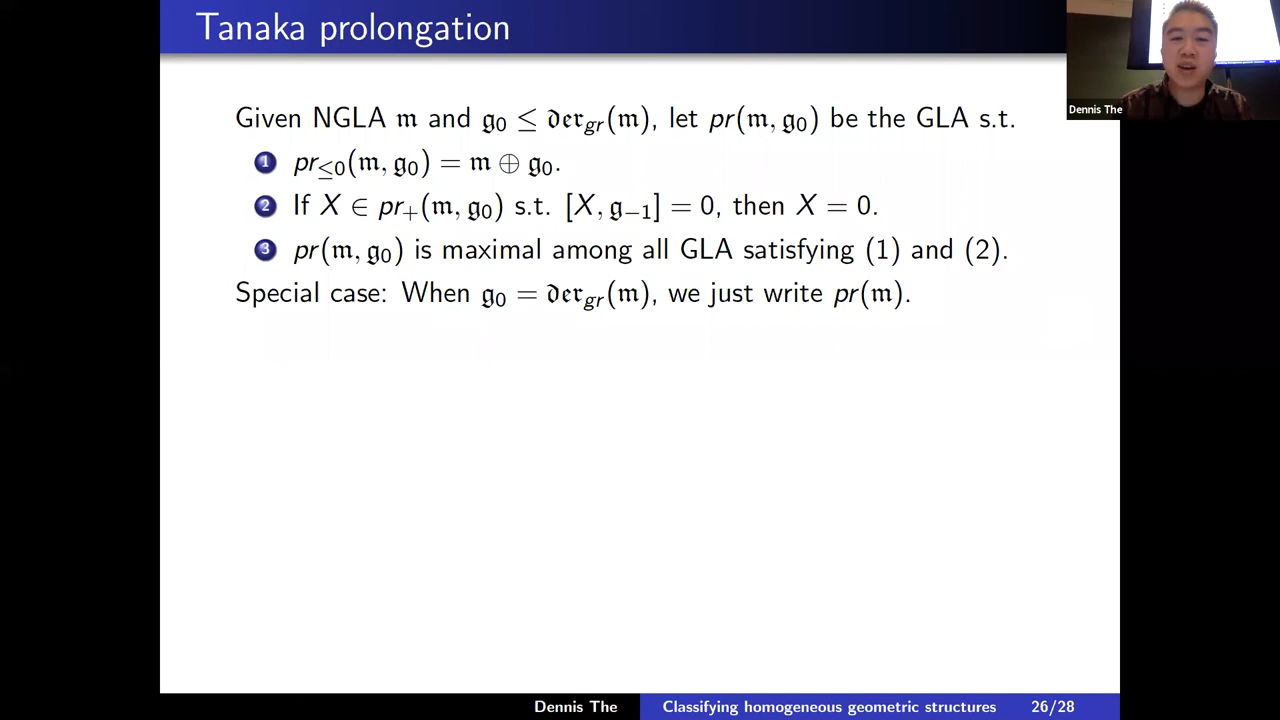 Tanaka prolongation
Dennis The
Given NGLA 𝔪 and 𝔤₀ ≤ 𝔡𝔢𝔯_gr(𝔪), let pr(𝔪, 𝔤₀) be the GLA s.t.
1 pr_≤0(𝔪, 𝔤₀) = 𝔪 ⊕ 𝔤₀.
2 If X ∈ pr₊(𝔪, 𝔤₀) s.t. [X, 𝔤₋₁] = 0, then X = 0.
3 pr(𝔪, 𝔤₀) is maximal among all GLA satisfying (1) and (2).
Special case: When 𝔤₀ = 𝔡𝔢𝔯_gr(𝔪), we just write pr(𝔪).
Dennis The Classifying homogeneous geometric structures 26/28